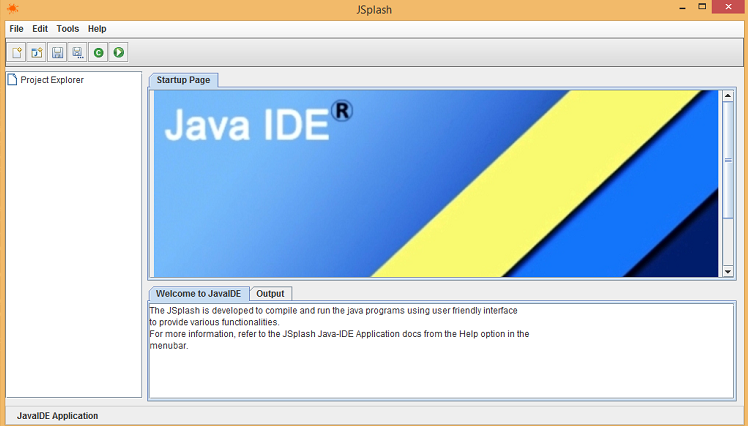 JSplash
File Edit Tools Help
Project Explorer
Startup Page
Java IDE®
Welcome to JavaIDE Output
The JSplash is developed to compile and run the java programs using user friendly interface
to provide various functionalities.
For more information, refer to the JSplash Java-IDE Application docs from the Help option in the
menubar.
JavaIDE Application